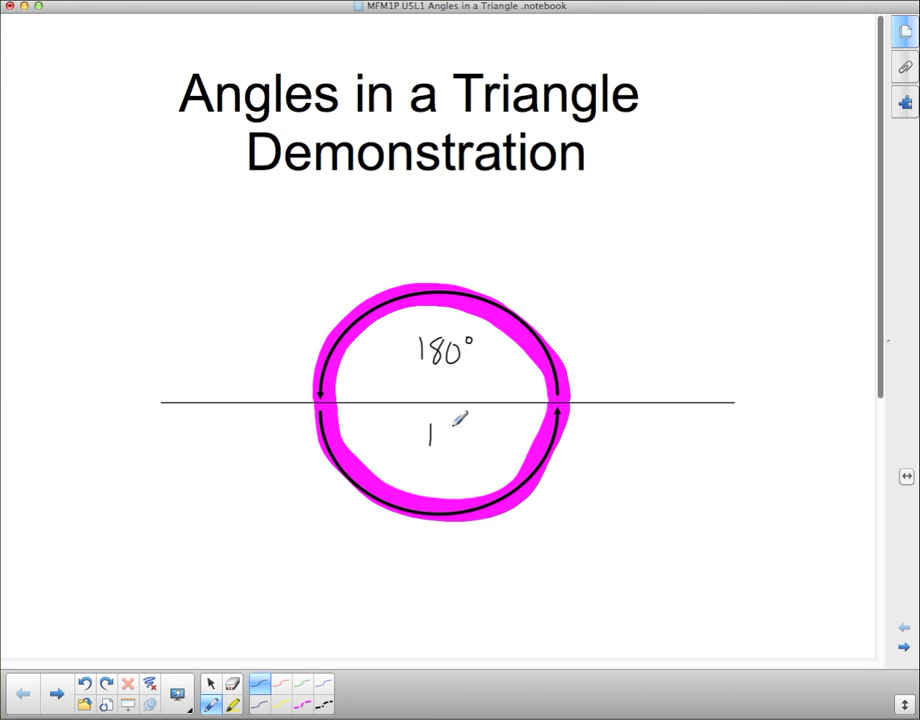 MFM1P U5L1 Angles in a Triangle .notebook
Angles in a Triangle
Demonstration
180°
1